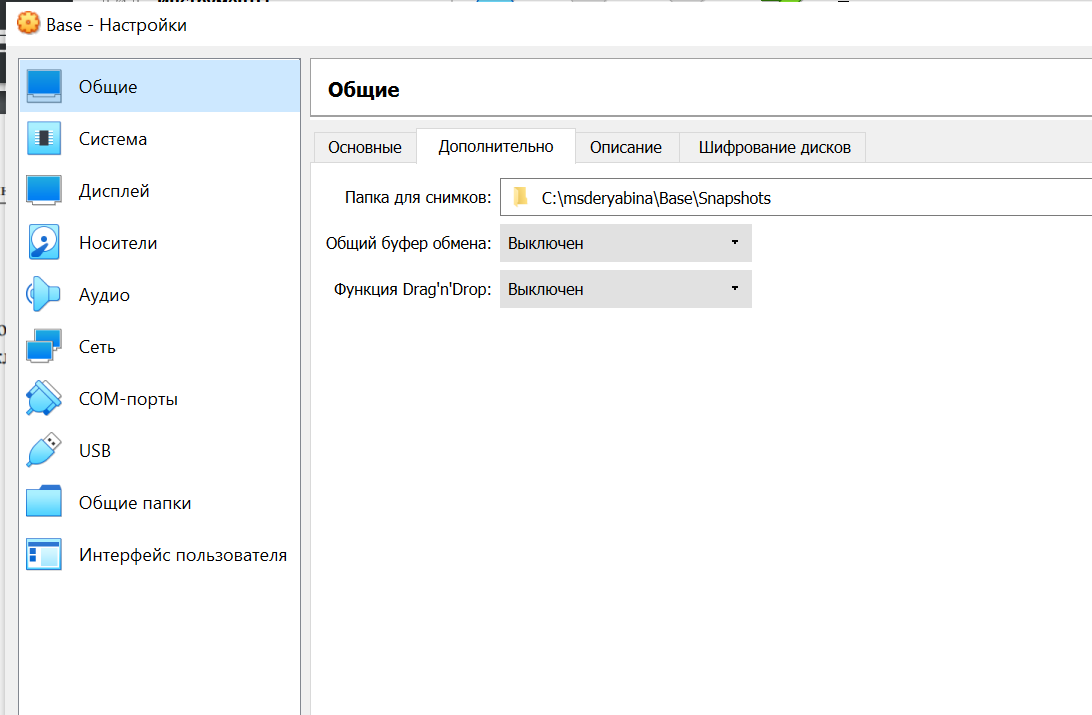 Base - Настройки
Общие
Система
Дисплей
Носители
Аудио
Сеть
COM-порты
USB
Общие папки
Интерфейс пользователя
Общие
Основные Дополнительно Описание Шифрование дисков
Папка для снимков: C:\msderyabina\Base\Snapshots
Общий буфер обмена: Выключен
Функция Drag'n'Drop: Выключен